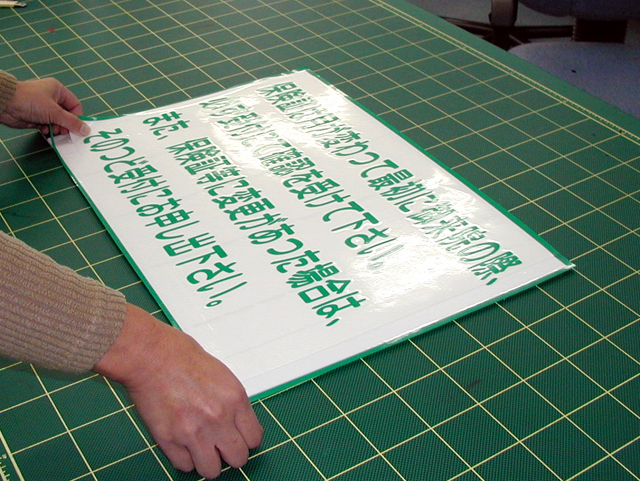 保険証は月が変わって最初に御来院の際、
必ず受付にて確認を受けて下さい。
また、保険証等に変更があった場合は、
そのつど受付にお申し出下さい。